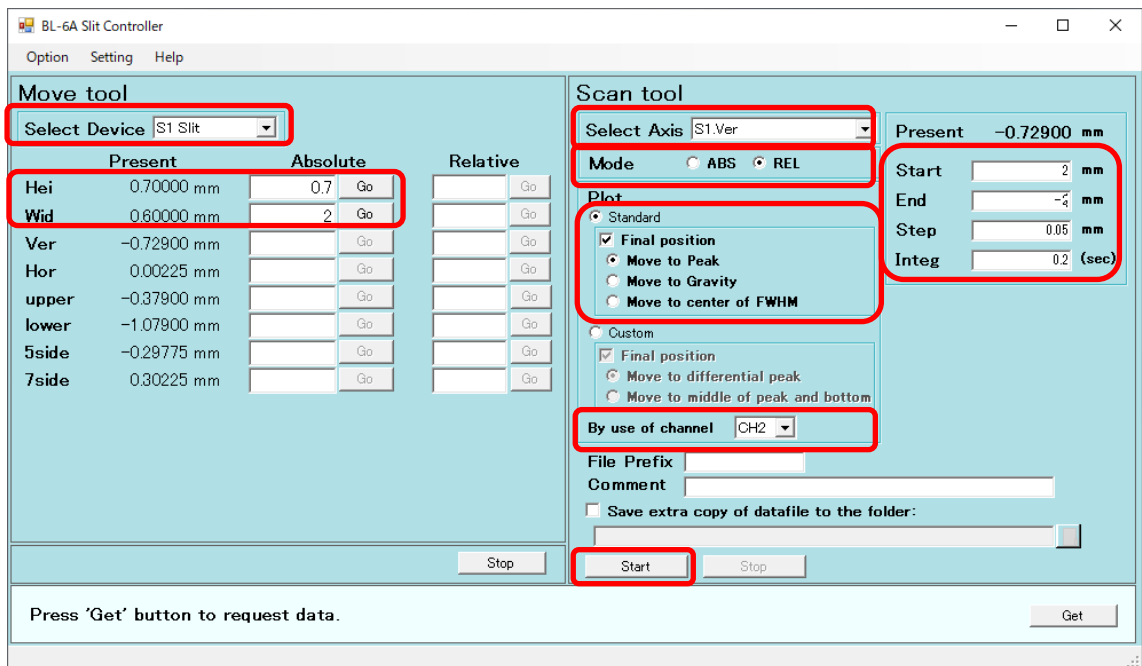 BL-6A Slit Controller
Option Setting Help
Move tool
Select Device S1 Slit
Present Absolute Relative
Hei 0.70000 mm 0.7 Go Go
Wid 0.60000 mm 2 Go Go
Ver -0.72900 mm Go Go
Hor 0.00225 mm Go Go
upper -0.37900 mm Go Go
lower -1.07900 mm Go Go
5side -0.29775 mm Go Go
7side 0.30225 mm Go Go
Stop
Scan tool
Select Axis S1.Ver
Mode ABS REL
Plot
Standard
Final position
Move to Peak
Move to Gravity
Move to center of FWHM
Custom
Final position
Move to differential peak
Move to middle of peak and bottom
By use of channel CH2
File Prefix
Comment
Save extra copy of datafile to the folder:
Start Stop
Present -0.72900 mm
Start 2 mm
End mm
Step 0.05 mm
Integ 0.2 (sec)
Press 'Get' button to request data.
Get